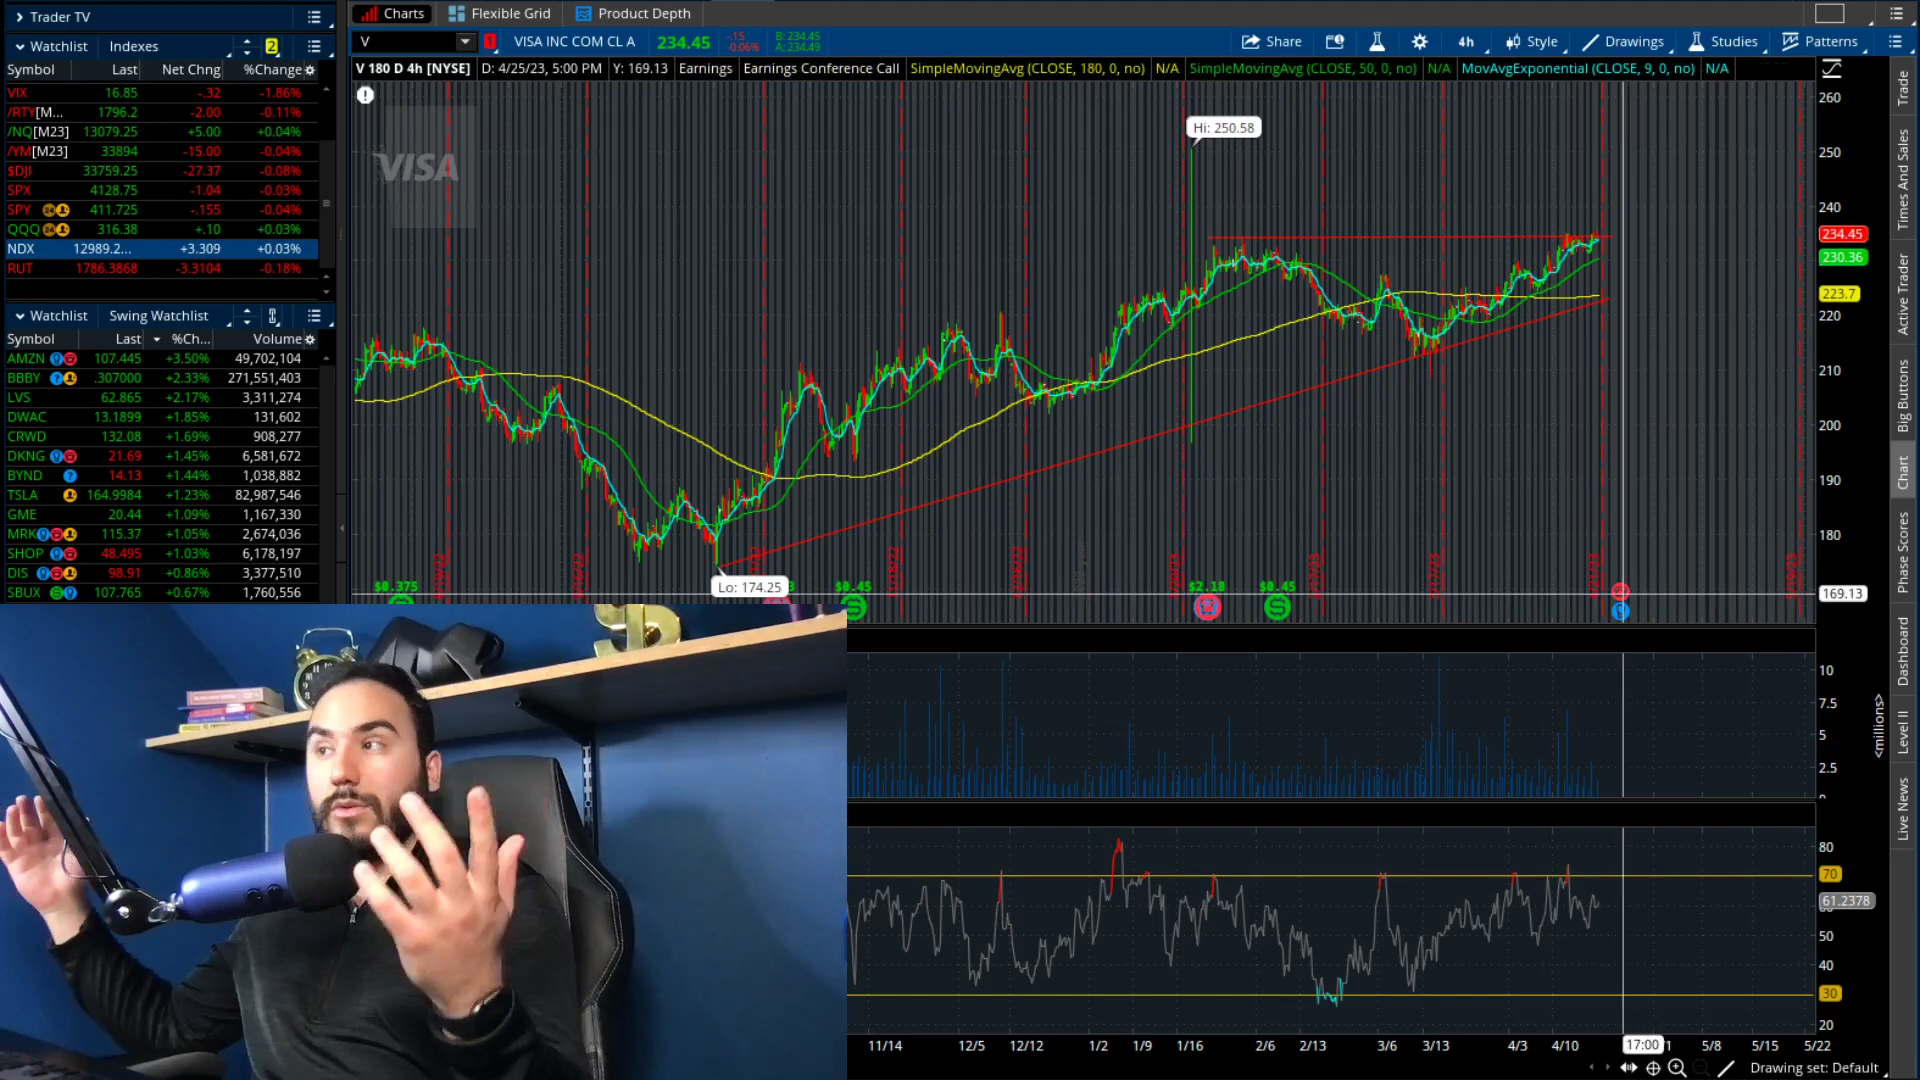 Trader TV
Watchlist Indexes 2
Symbol Last Net Chng %Change
VIX 16.85 -.32 -1.86%
/RTY[M... 1796.2 -2.00 -0.11%
/NQ[M23] 13079.25 +5.00 +0.04%
/YM[M23] 33894 -15.00 -0.04%
$DJI 33759.25 -27.37 -0.08%
SPX 4128.75 -1.04 -0.03%
SPY 411.725 -.155 -0.04%
QQQ 316.38 +.10 +0.03%
NDX 12989.2... +3.309 +0.03%
RUT 1786.3868 -3.3104 -0.18%
Watchlist Swing Watchlist
Symbol Last %Ch... Volume
AMZN 107.445 +3.50% 49,702,104
BBBY .307000 +2.33% 271,551,403
LVS 62.865 +2.17% 3,311,274
DWAC 13.1899 +1.85% 131,602
CRWD 132.08 +1.69% 908,277
DKNG 21.69 +1.45% 6,581,672
BYND 14.13 +1.44% 1,038,882
TSLA 164.9984 +1.23% 82,987,546
GME 20.44 +1.09% 1,167,330
MRK 115.37 +1.05% 2,674,036
SHOP 48.495 +1.03% 6,178,197
DIS 98.91 +0.86% 3,377,510
SBUX 107.765 +0.67% 1,760,556
Charts Flexible Grid Product Depth
V 1 VISA INC COM CL A 234.45 -.15 -0.06% B: 234.45 A: 234.49 Share 4h Style Drawings Studies Patterns
V 180 D 4h [NYSE] D: 4/25/23, 5:00 PM Y: 169.13 Earnings Earnings Conference Call SimpleMovingAvg (CLOSE, 180, 0, no) N/A SimpleMovingAvg (CLOSE, 50, 0, no) N/A MovAvgExponential (CLOSE, 9, 0, no) N/A
VISA
Hi: 250.58
Lo: 174.25
260
250
240
234.45
230.36
223.7
220
210
200
190
180
169.13
$0.375 $0.45 $2.18 $0.45
10
7.5
5
2.5
<millions>
80
70
61.2378
50
40
30
20
11/14 12/5 12/12 1/2 1/9 1/16 2/6 2/13 3/6 3/13 4/3 4/10 17:00 5/8 5/15 5/22
Drawing set: Default
Trade
Times And Sales
Active Trader
Big Buttons
Chart
Phase Scores
Dashboard
Level II
Live News